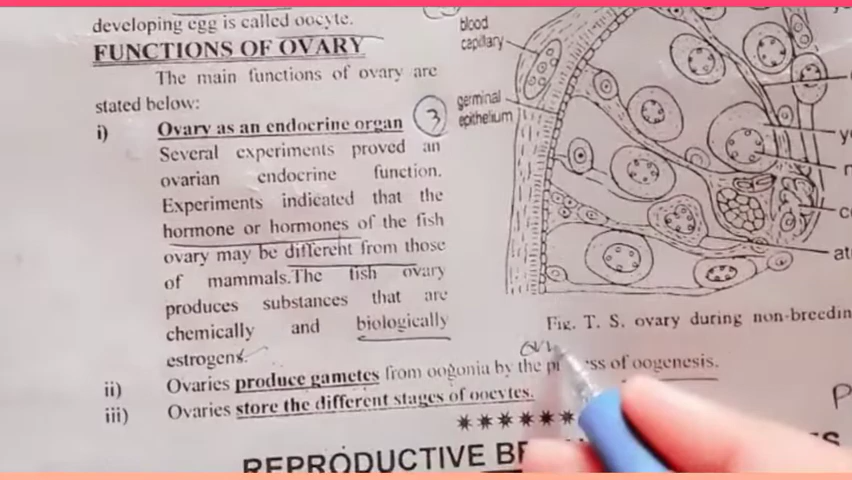 developing egg is called oocyte.
FUNCTIONS OF OVARY
The main functions of ovary are
stated below:
i) Ovary as an endocrine organ
3
Several experiments proved an
ovarian endocrine function.
Experiments indicated that the
hormone or hormones of the fish
ovary may be different from those
of mammals.The fish ovary
produces substances that are
chemically and biologically
estrogens.
ii) Ovaries produce gametes from oogonia by the of oogenesis.
iii) Ovaries store the different stages of oocytes.
blood
capillary
germinal
epithelium
Fig. T. S. ovary during
REPRODUCTIVE